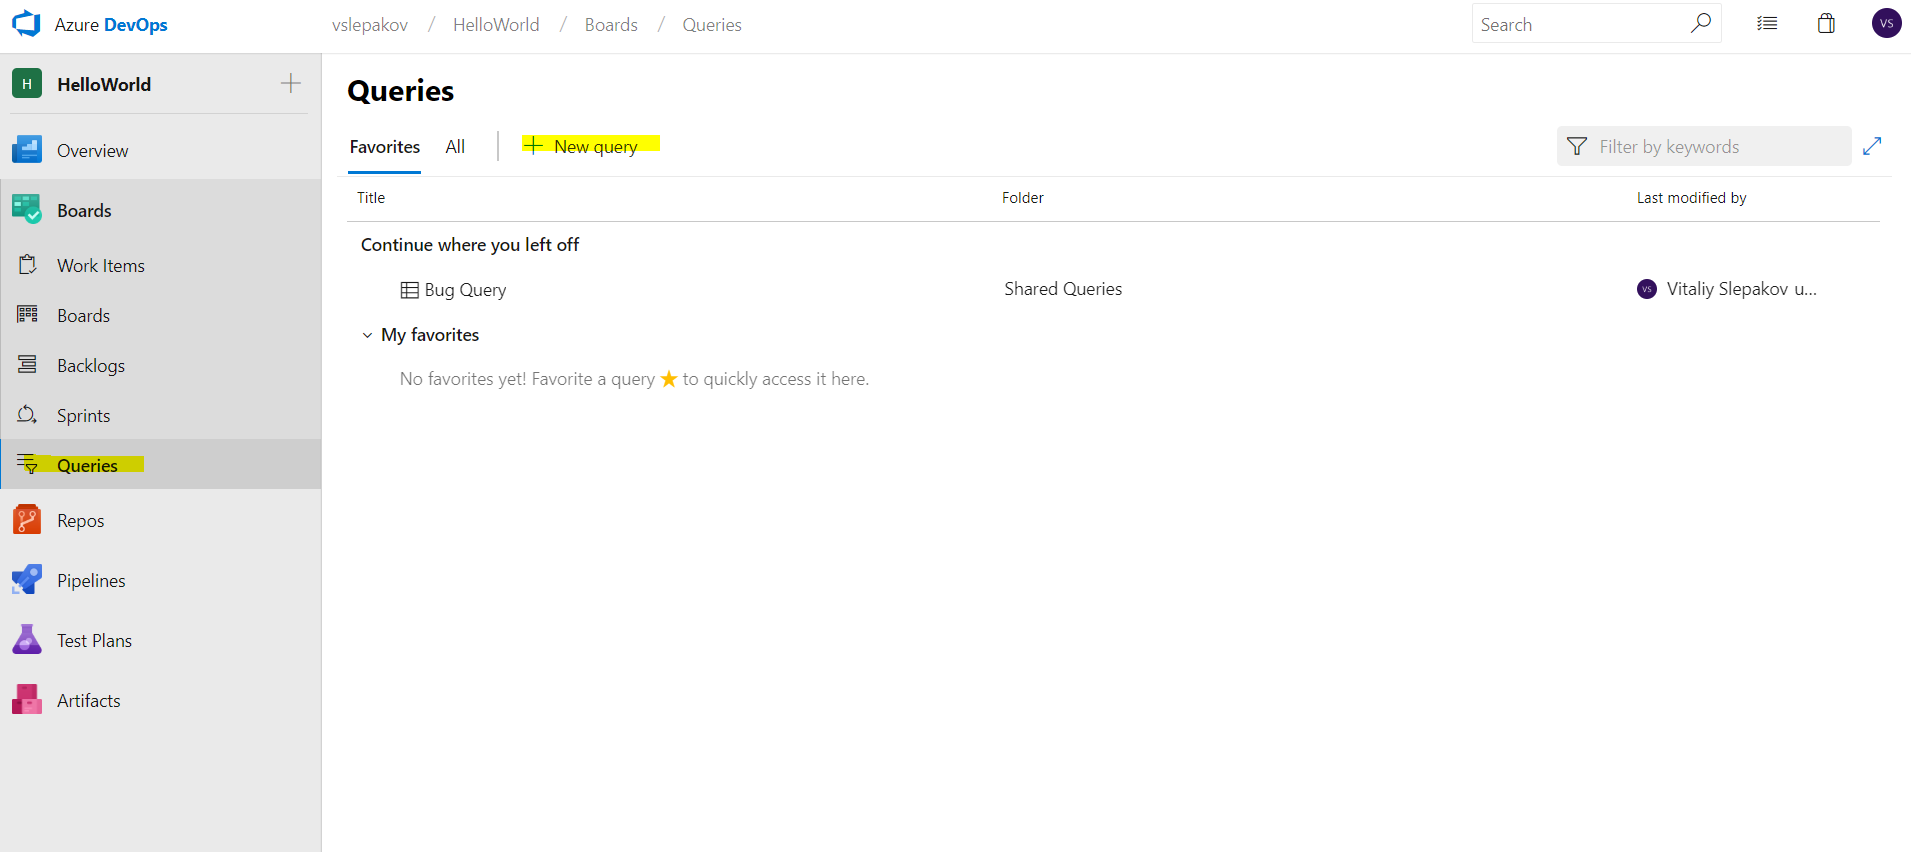 Azure DevOps
vslepakov / HelloWorld / Boards / Queries
Search
VS
H HelloWorld
Overview
Boards
Work Items
Boards
Backlogs
Sprints
Queries
Repos
Pipelines
Test Plans
Artifacts
Queries
Favorites All New query
Filter by keywords
Title Folder Last modified by
Continue where you left off
Bug Query Shared Queries VS Vitaliy Slepakov u...
My favorites
No favorites yet! Favorite a query to quickly access it here.